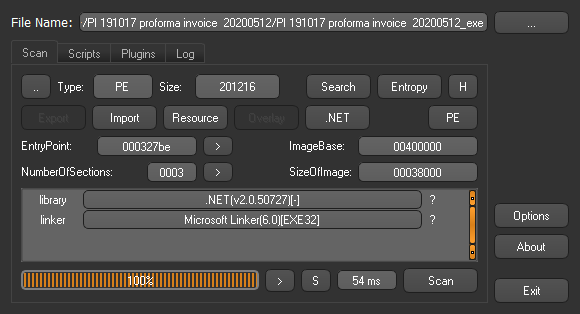 File Name: /PI 191017 proforma invoice 20200512/PI 191017 proforma invoice 20200512_exe ...
Scan Scripts Plugins Log
.. Type: PE Size: 201216 Search Entropy H
Export Import Resource Overlay .NET PE
EntryPoint: 000327be > ImageBase: 00400000
NumberOfSections: 0003 > SizeOfImage: 00038000
library .NET(v2.0.50727)[-] ?
linker Microsoft Linker(6.0)[EXE32] ?
Options
About
100% > S 54 ms Scan
Exit